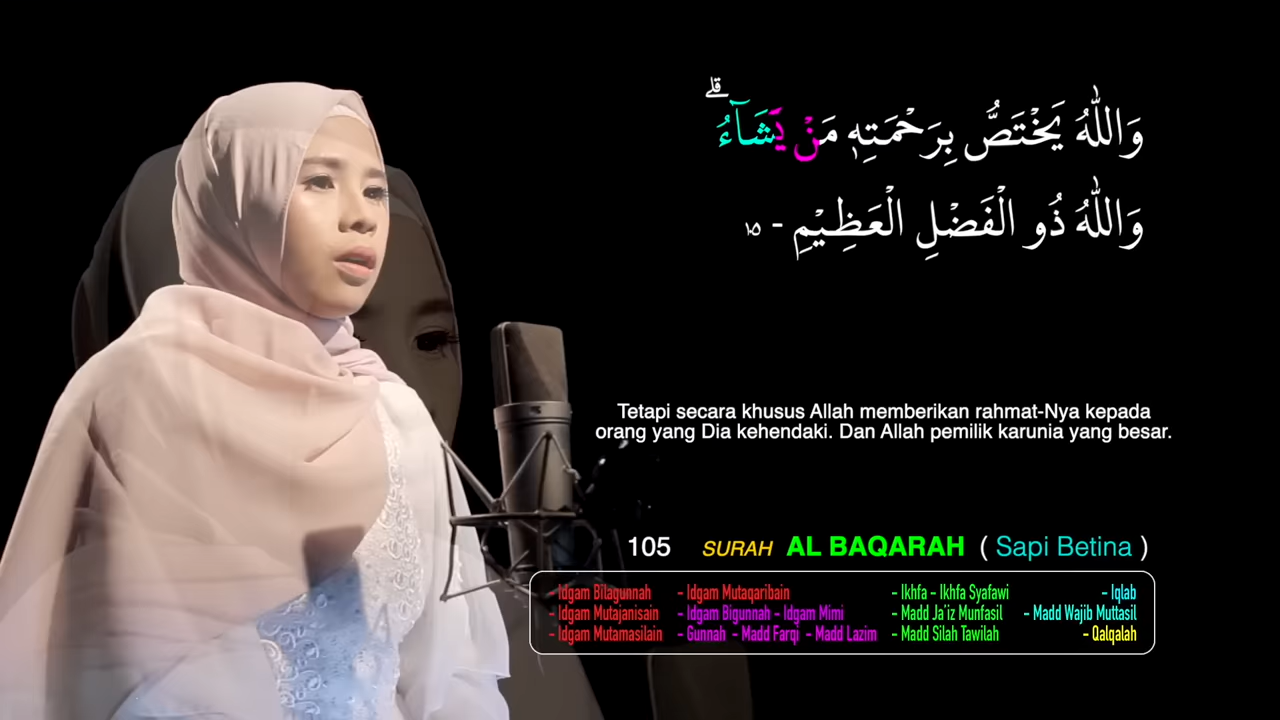 وَاللّٰهُ يَخْتَصُّ بِرَحْمَتِهٖ مَنْ يَّشَاۤءُ ۗ
وَاللّٰهُ ذُو الْفَضْلِ الْعَظِيْمِ - ١٠٥
Tetapi secara khusus Allah memberikan rahmat-Nya kepada
orang yang Dia kehendaki. Dan Allah pemilik karunia yang besar.
105 SURAH AL BAQARAH ( Sapi Betina )
- Idgam Bilagunnah - Idgam Mutaqaribain - Ikhfa - Ikhfa Syafawi - Iqlab
- Idgam Mutajanisain - Idgam Bigunnah - Idgam Mimi - Madd Ja'iz Munfasil - Madd Wajib Muttasil
- Idgam Mutamasilain - Gunnah - Madd Farqi - Madd Lazim - Madd Silah Tawilah - Qalqalah